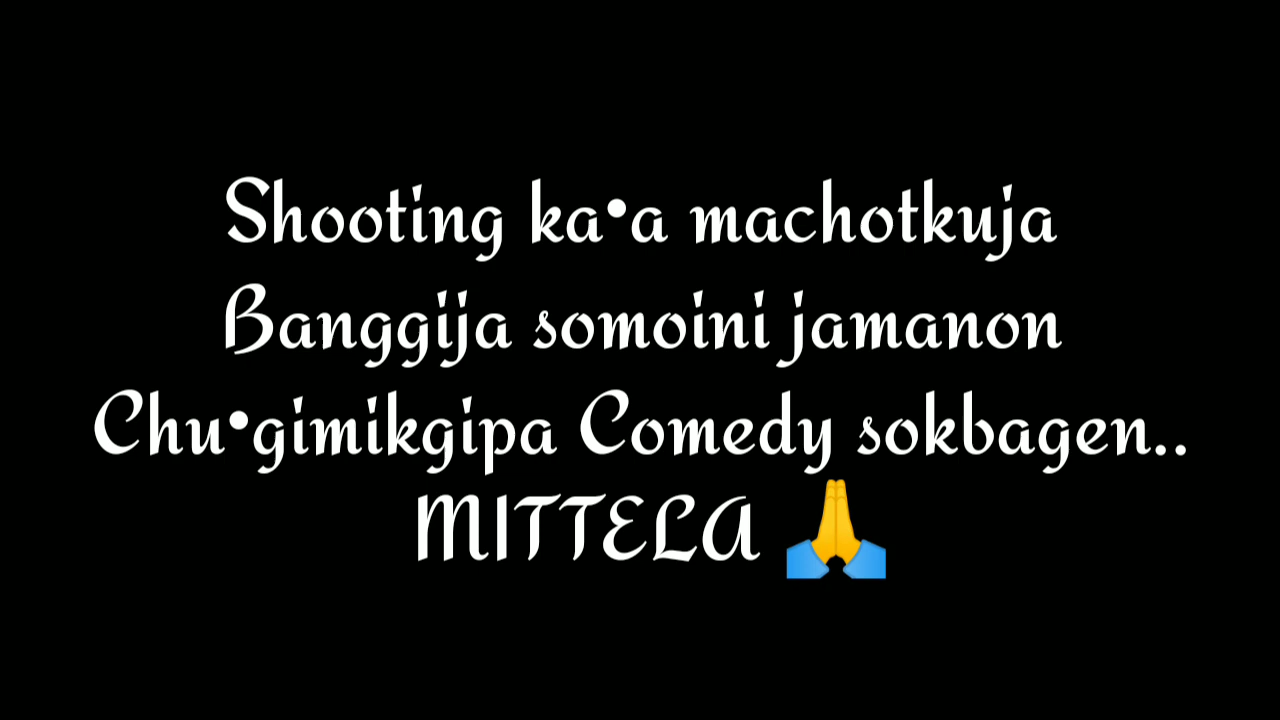 Shooting ka•a machotkuja
Banggija somoini jamanon
Chu•gimikgipa Comedy sokbagen..
MITTELA 🙏